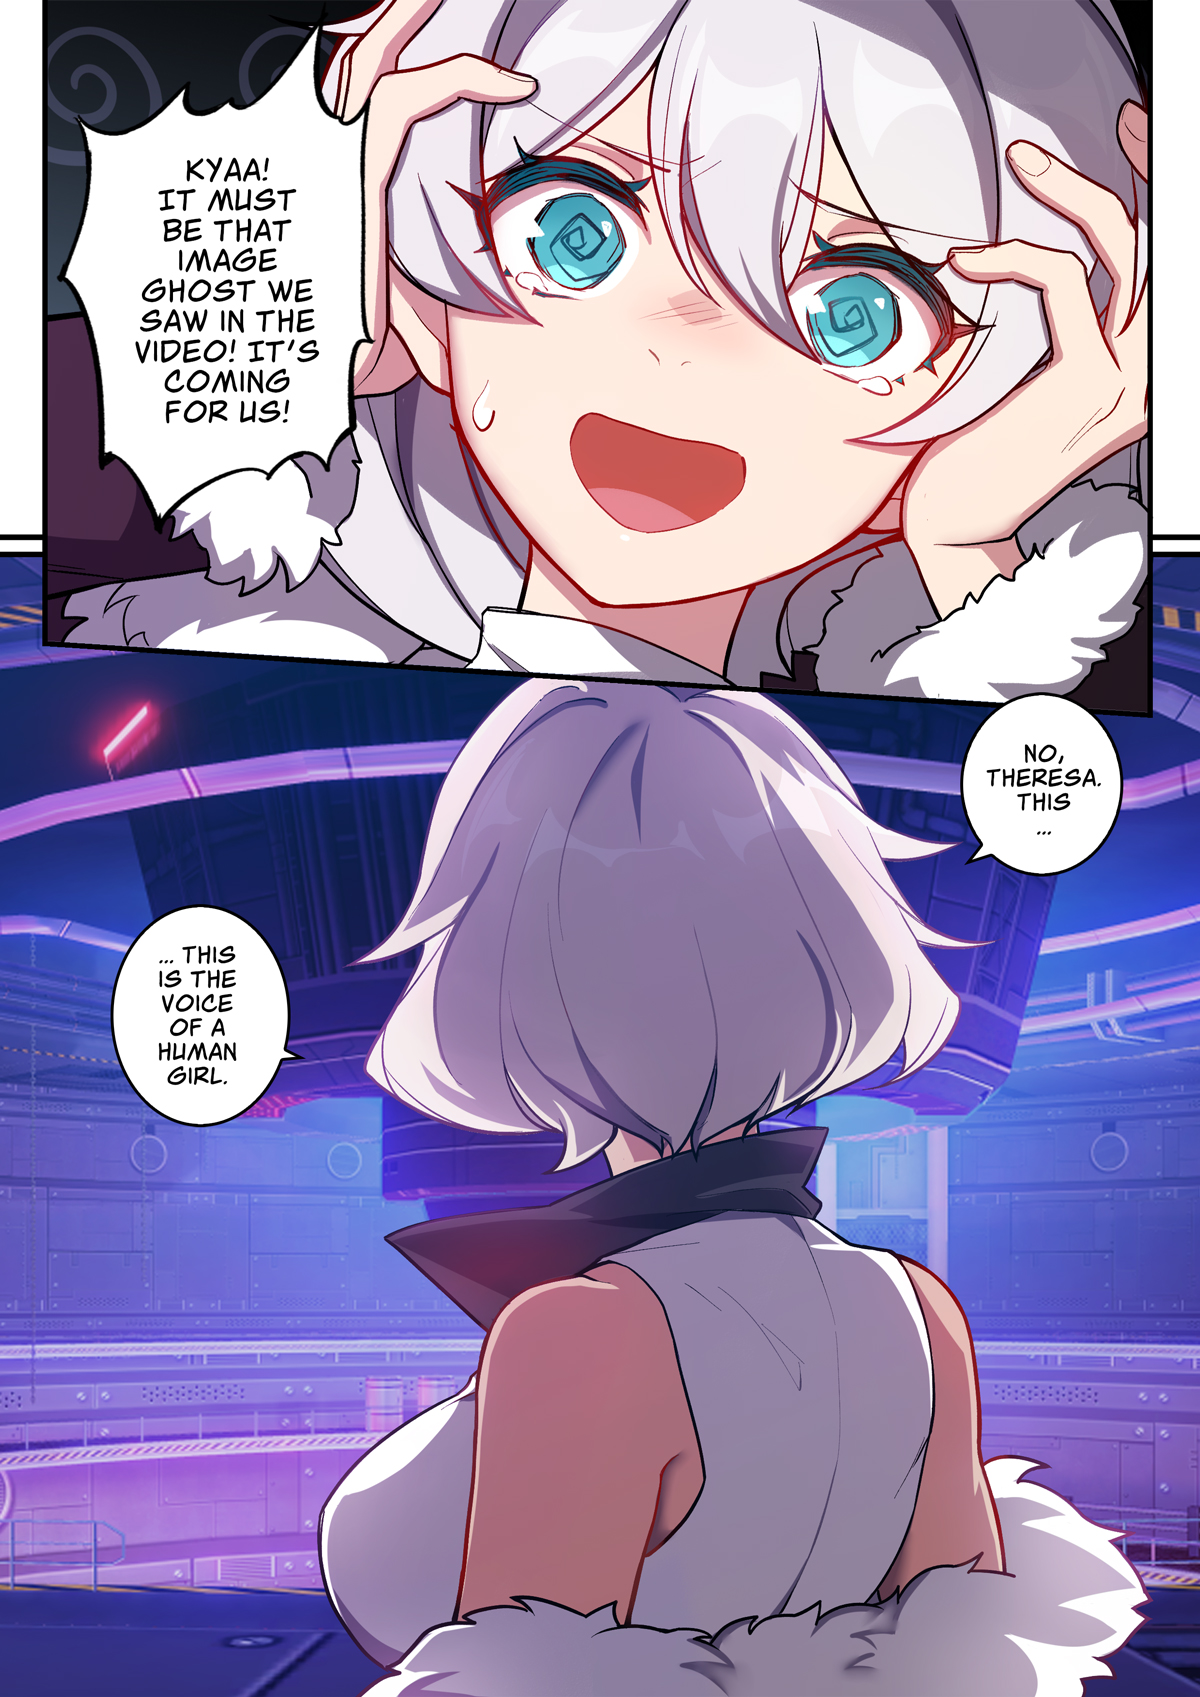 KYAA!
IT MUST
BE THAT
IMAGE
GHOST WE
SAW IN THE
VIDEO! IT'S
COMING
FOR US!
NO,
THERESA.
THIS
...
... THIS
IS THE
VOICE
OF A
HUMAN
GIRL.